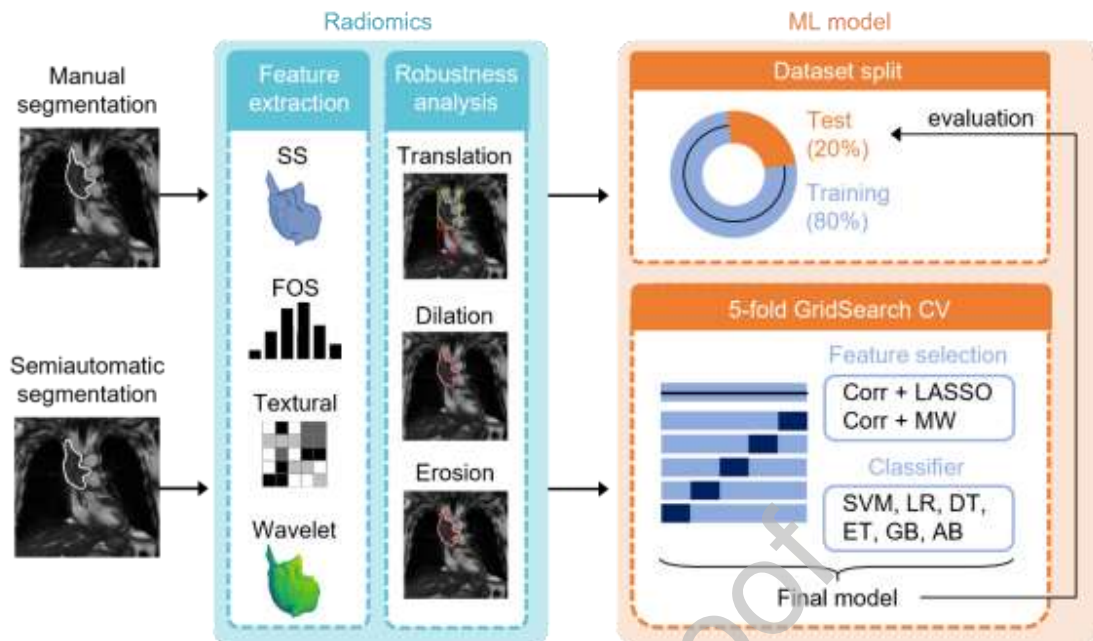 Radiomics
ML model
Manual
segmentation
Semiautomatic
segmentation
Feature
extraction
SS
FOS
Textural
Wavelet
Robustness
analysis
Translation
Dilation
Erosion
Dataset split
Test
(20%)
Training
(80%)
evaluation
5-fold GridSearch CV
Feature selection
Corr + LASSO
Corr + MW
Classifier
SVM, LR, DT,
ET, GB, AB
Final model
oof